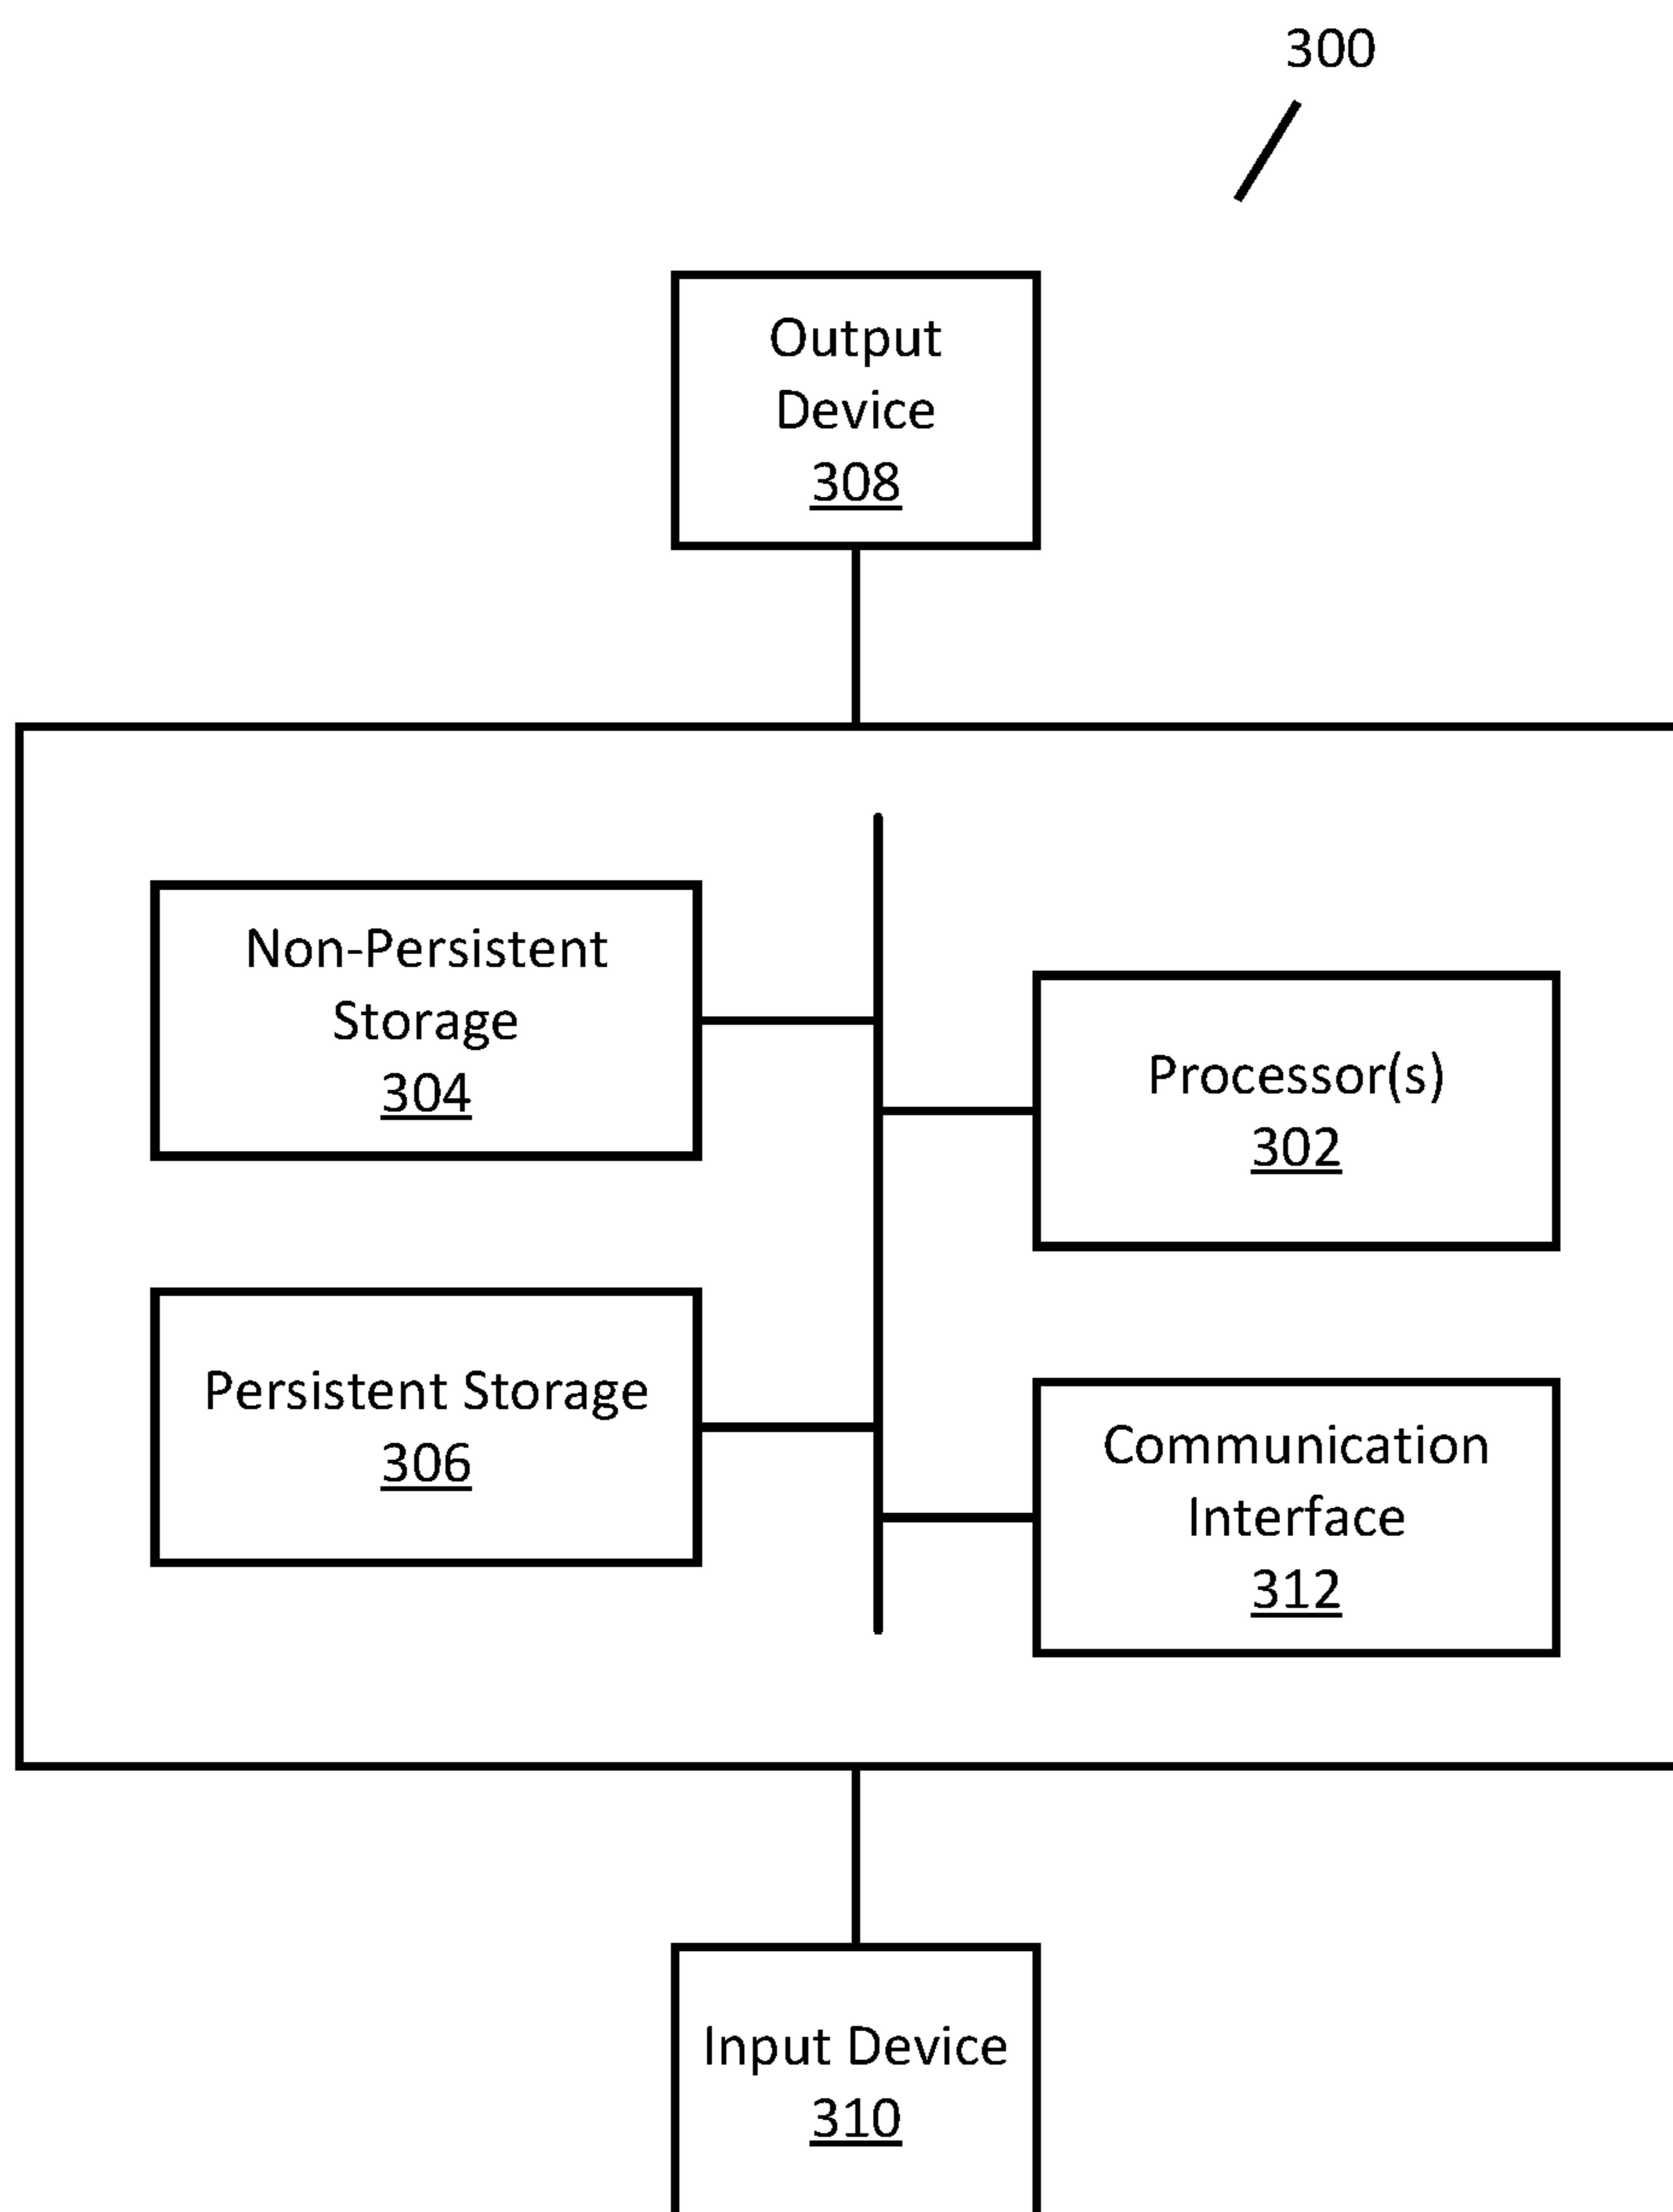 300
Output
Device
308
Non-Persistent
Storage
304
Processor(s)
302
Persistent Storage
306
Communication
Interface
312
Input Device
310